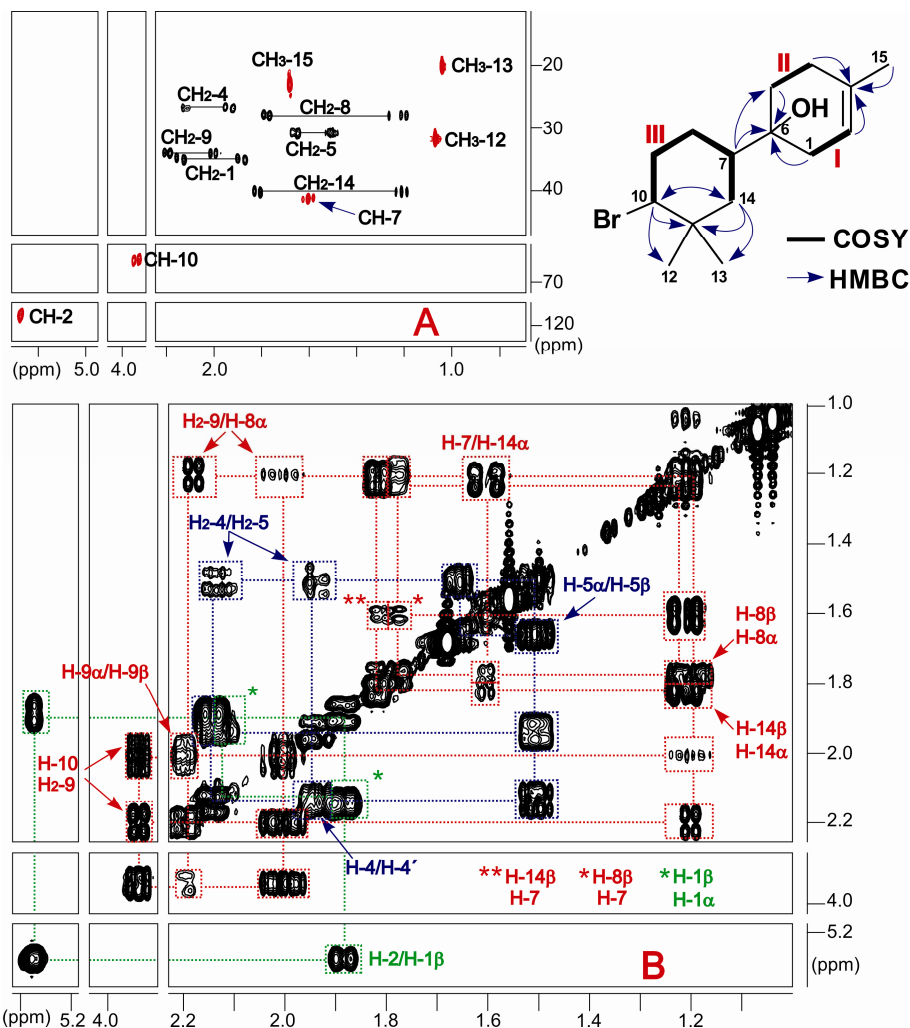 CH3-15
CH3-13
CH2-4
CH2-8
CH2-9
CH2-5
CH3-12
CH2-1
CH2-14
CH-7
CH-10
CH-2
A
20
30
40
70
120
(ppm)
(ppm) 5.0 4.0 2.0 1.0
II
15
OH
6
III
1
I
7
10
14
Br
12
13
COSY
HMBC
H2-9/H-8α
H-7/H-14α
H2-4/H2-5
** *
H-5α/H-5β
H-8β
H-8α
H-9α/H-9β
*
H-14β
H-14α
H-10
H2-9
*
H-4/H-4´
**H-14β
H-7
*H-8β
H-7
*H-1β
H-1α
H-2/H-1β
B
1.0
1.2
1.4
1.6
1.8
2.0
2.2
4.0
5.2
(ppm)
(ppm) 5.2 4.0 2.2 2.0 1.8 1.6 1.4 1.2